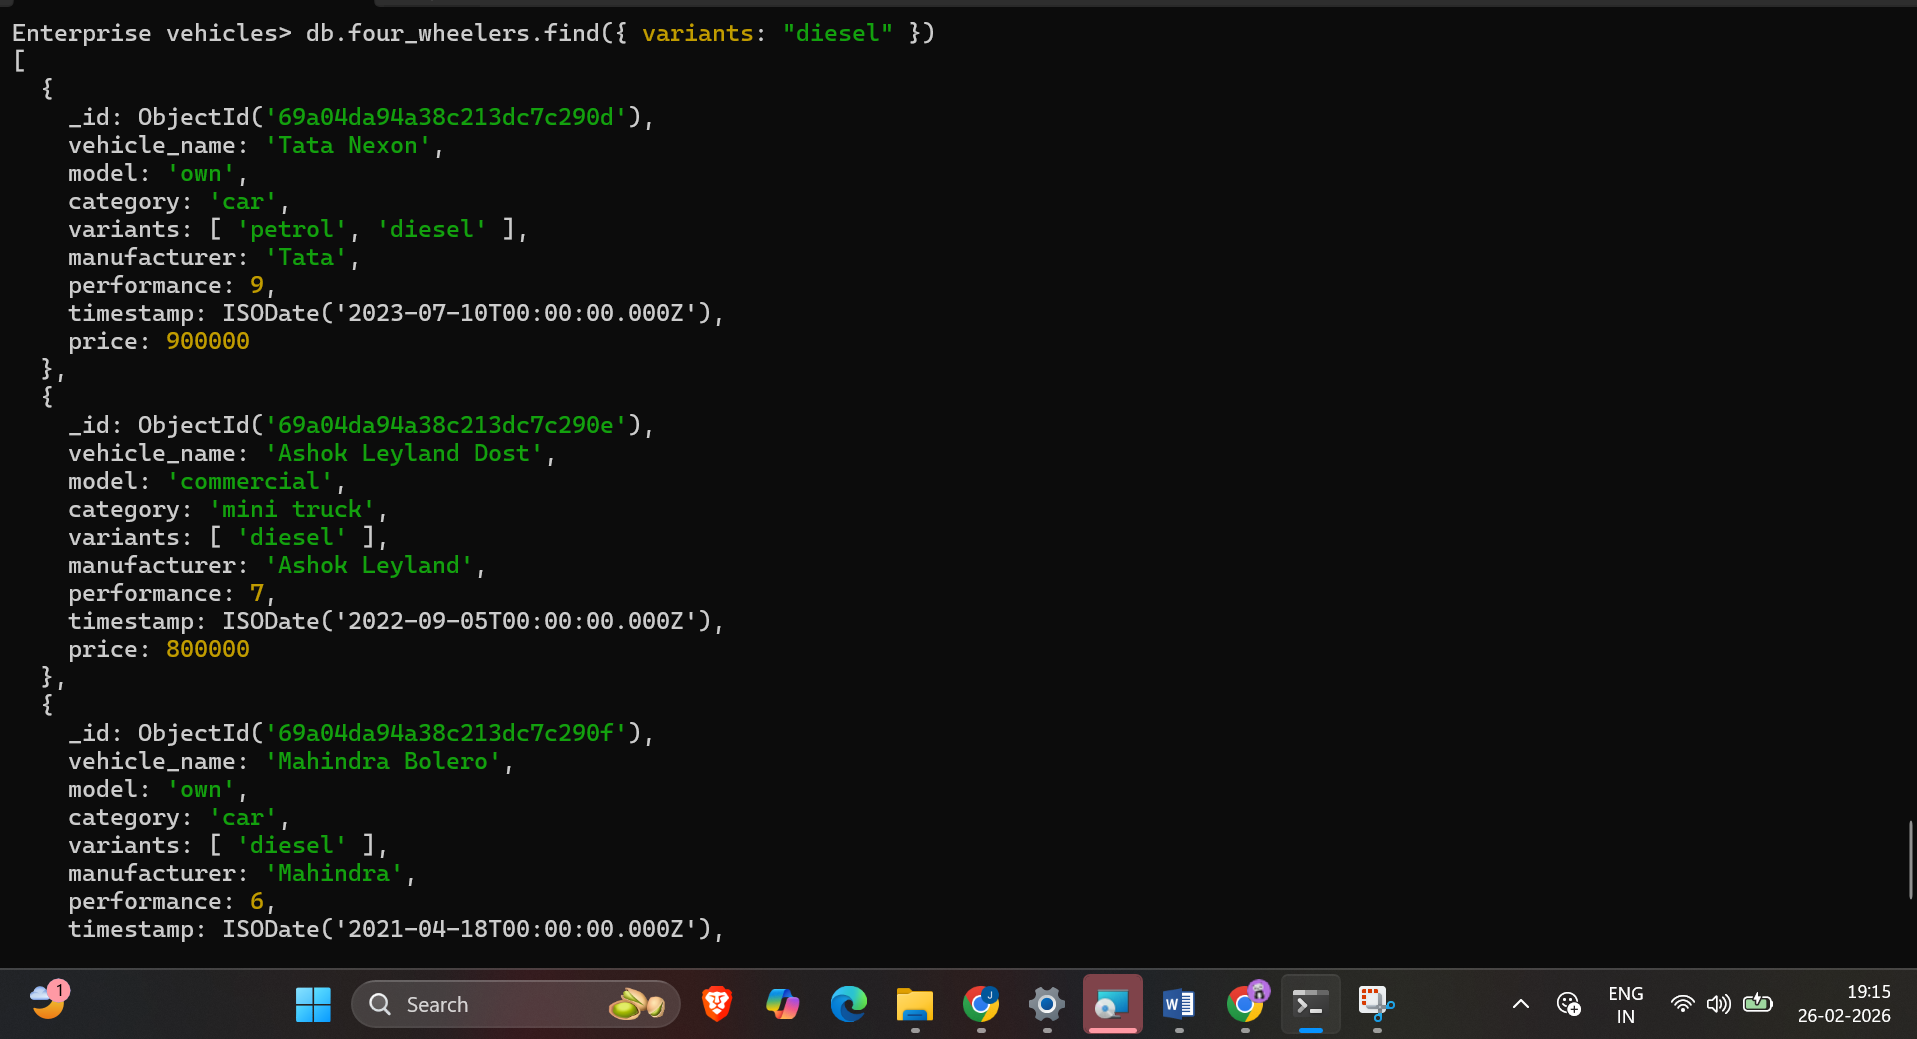 Enterprise vehicles> db.four_wheelers.find({ variants: "diesel" })
[
  {
    _id: ObjectId('69a04da94a38c213dc7c290d'),
    vehicle_name: 'Tata Nexon',
    model: 'own',
    category: 'car',
    variants: [ 'petrol', 'diesel' ],
    manufacturer: 'Tata',
    performance: 9,
    timestamp: ISODate('2023-07-10T00:00:00.000Z'),
    price: 900000
  },
  {
    _id: ObjectId('69a04da94a38c213dc7c290e'),
    vehicle_name: 'Ashok Leyland Dost',
    model: 'commercial',
    category: 'mini truck',
    variants: [ 'diesel' ],
    manufacturer: 'Ashok Leyland',
    performance: 7,
    timestamp: ISODate('2022-09-05T00:00:00.000Z'),
    price: 800000
  },
  {
    _id: ObjectId('69a04da94a38c213dc7c290f'),
    vehicle_name: 'Mahindra Bolero',
    model: 'own',
    category: 'car',
    variants: [ 'diesel' ],
    manufacturer: 'Mahindra',
    performance: 6,
    timestamp: ISODate('2021-04-18T00:00:00.000Z'),
1
Search
J
W
ENG
IN
19:15
26-02-2026